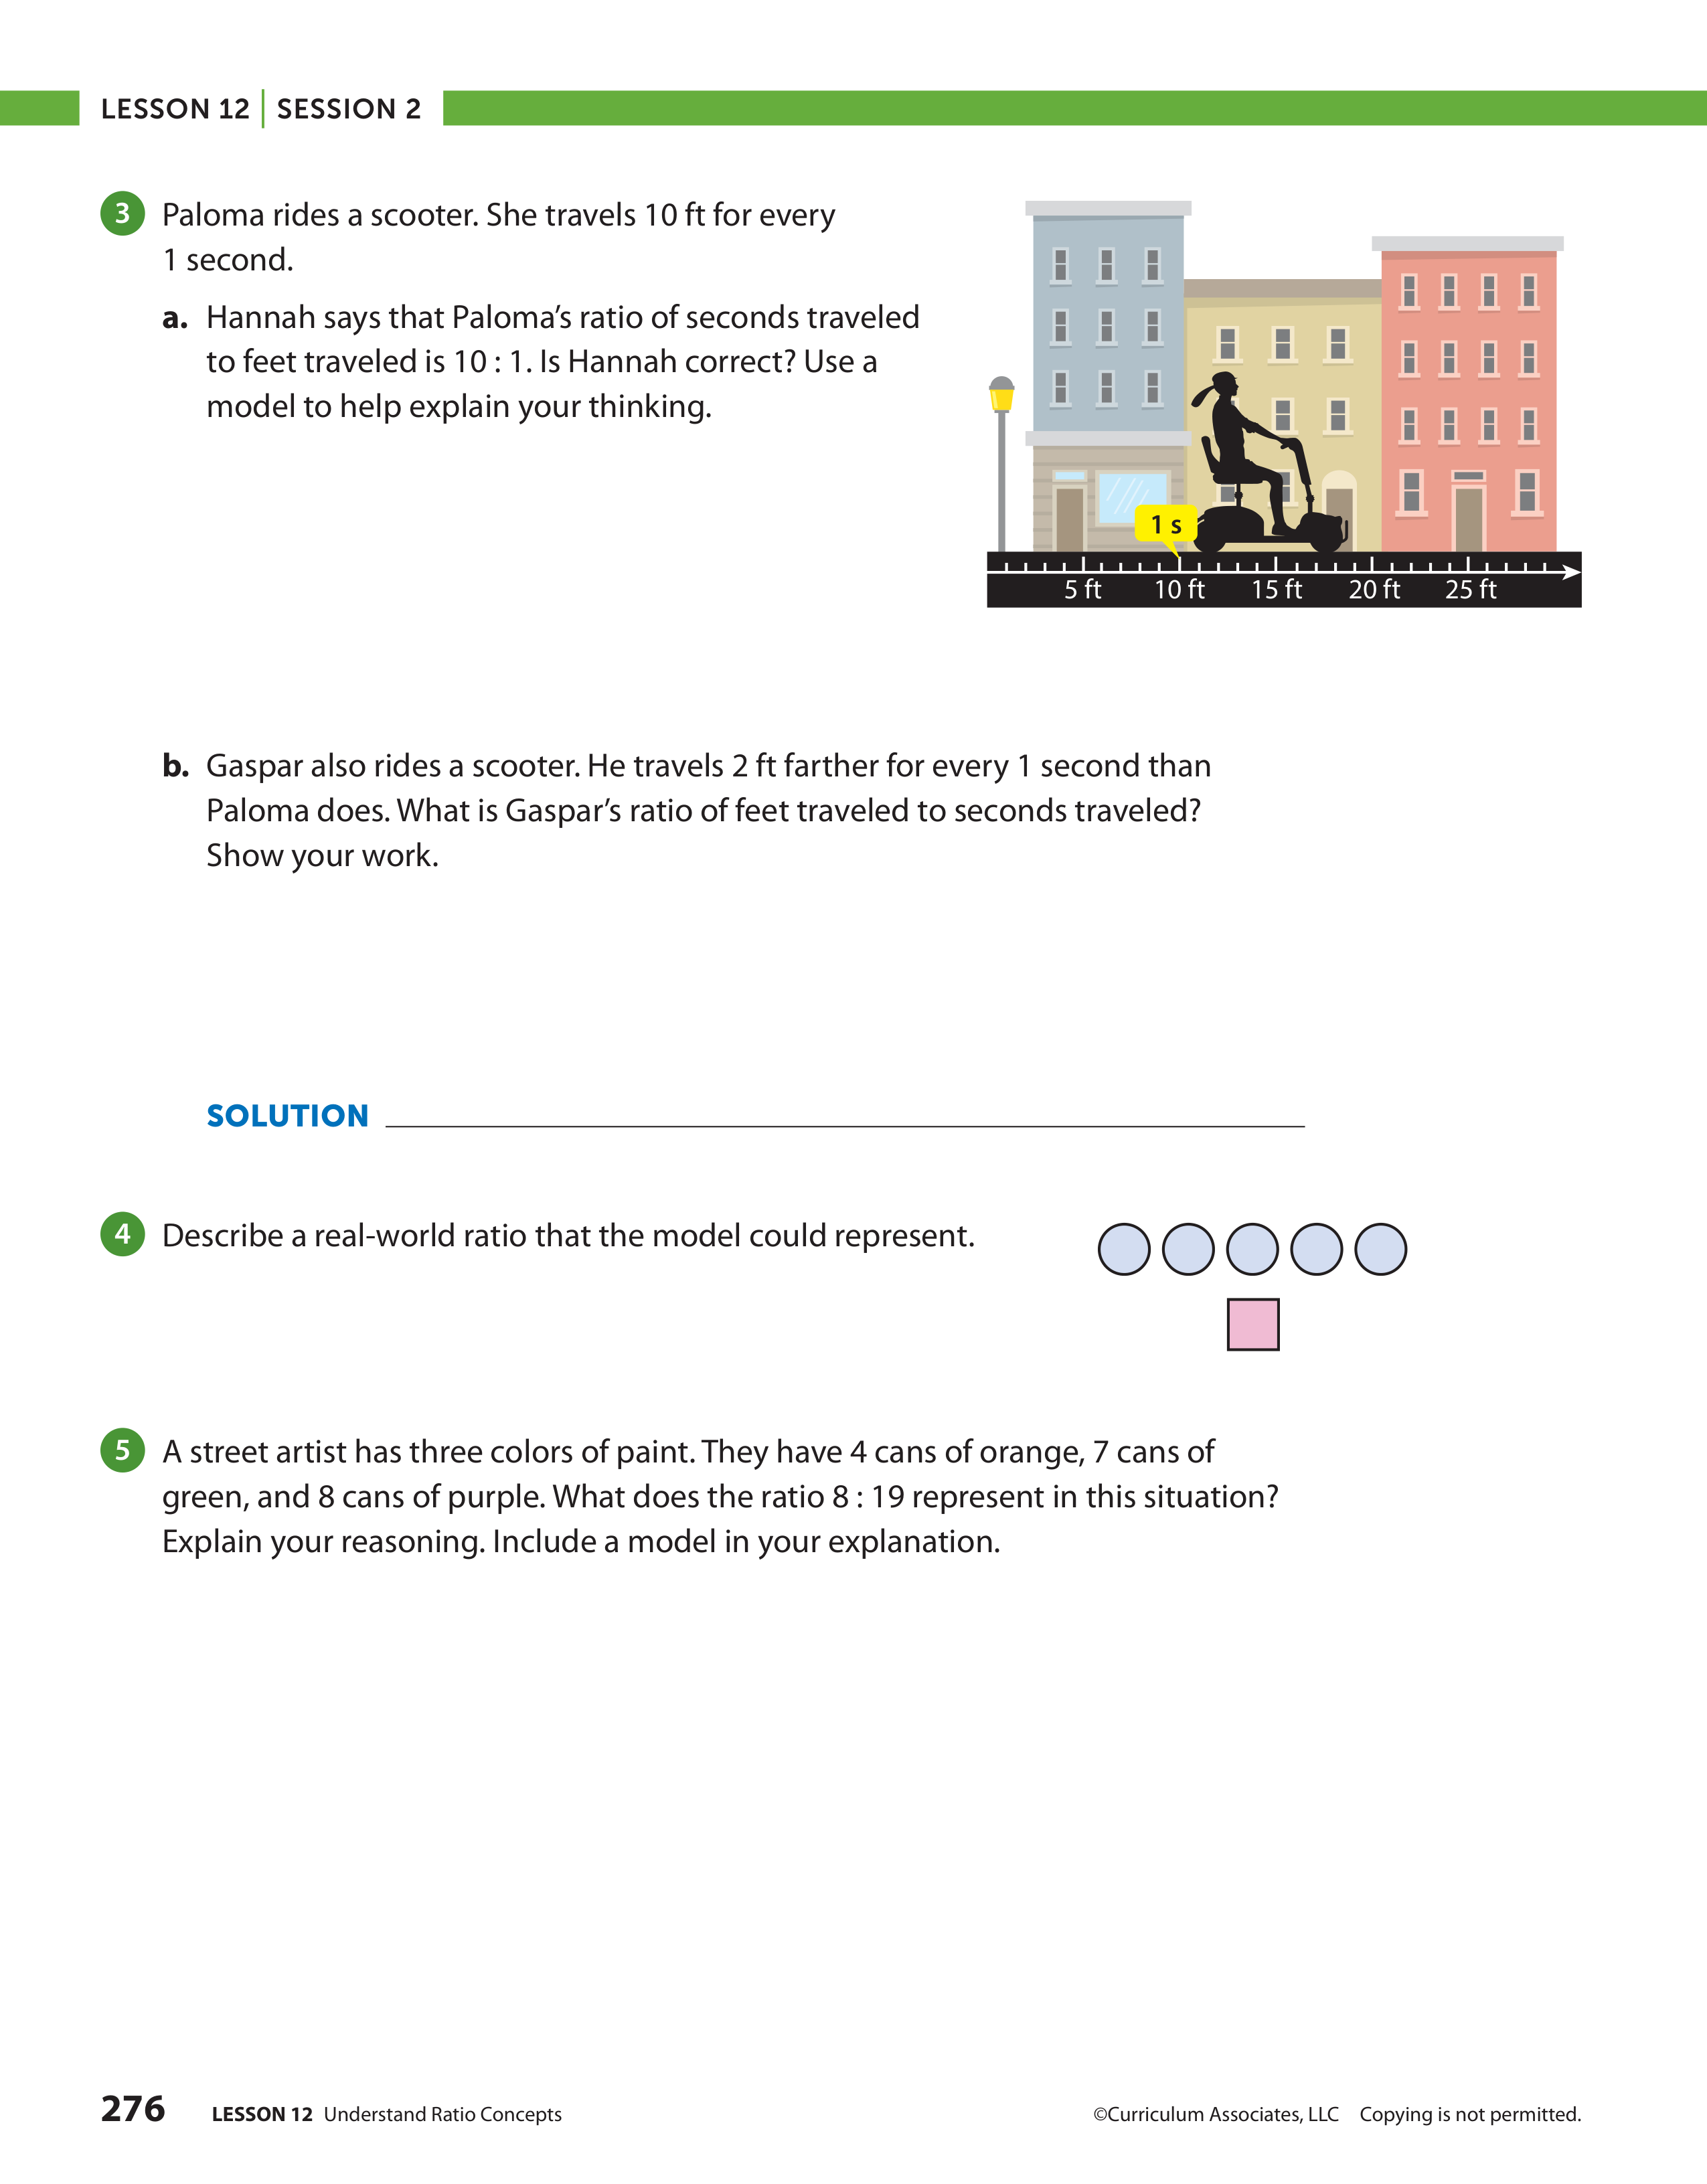 LESSON 12 | SESSION 2
3 Paloma rides a scooter. She travels 10 ft for every
1 second.
a. Hannah says that Paloma’s ratio of seconds traveled
to feet traveled is 10 : 1. Is Hannah correct? Use a
model to help explain your thinking.
1 s
5 ft 10 ft 15 ft 20 ft 25 ft
b. Gaspar also rides a scooter. He travels 2 ft farther for every 1 second than
Paloma does. What is Gaspar’s ratio of feet traveled to seconds traveled?
Show your work.
SOLUTION
4 Describe a real-world ratio that the model could represent.
5 A street artist has three colors of paint. They have 4 cans of orange, 7 cans of
green, and 8 cans of purple. What does the ratio 8 : 19 represent in this situation?
Explain your reasoning. Include a model in your explanation.
276 LESSON 12 Understand Ratio Concepts ©Curriculum Associates, LLC Copying is not permitted.